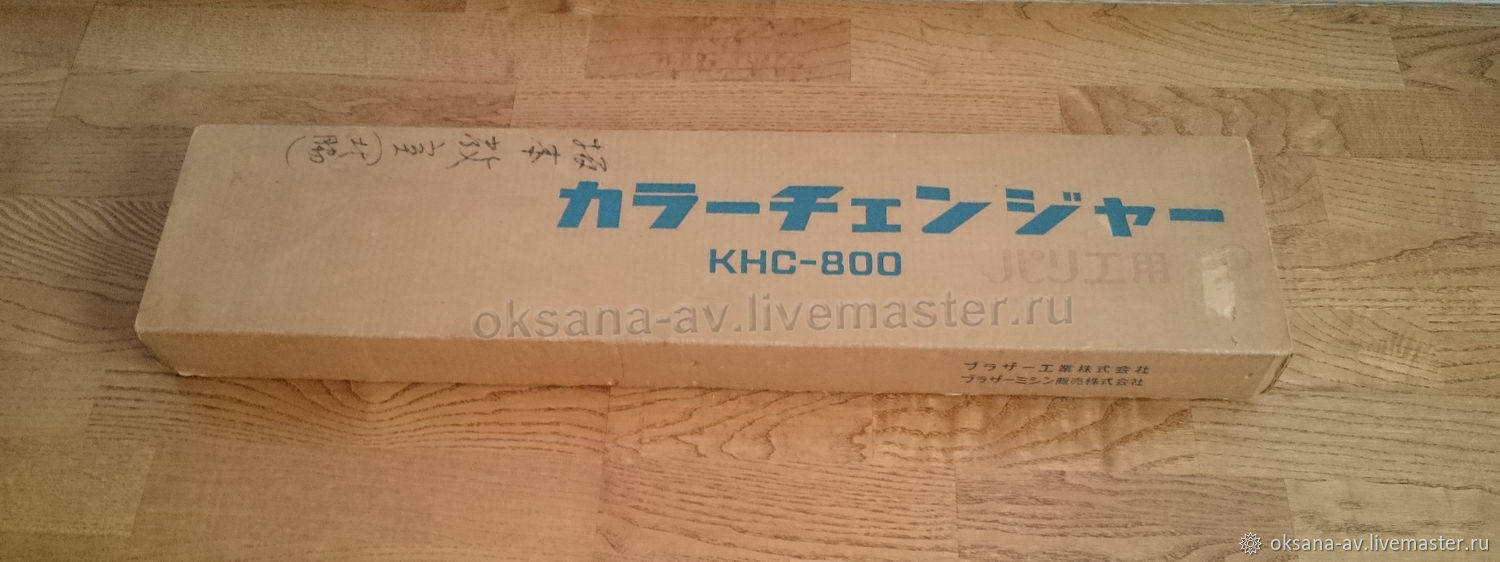 教室
カラーチェンジャー
KHC-800
oksana-av.livemaster.ru
ブラザー工業株式会社
ブラザーミシン販売株式会社
oksana-av.livemaster.ru